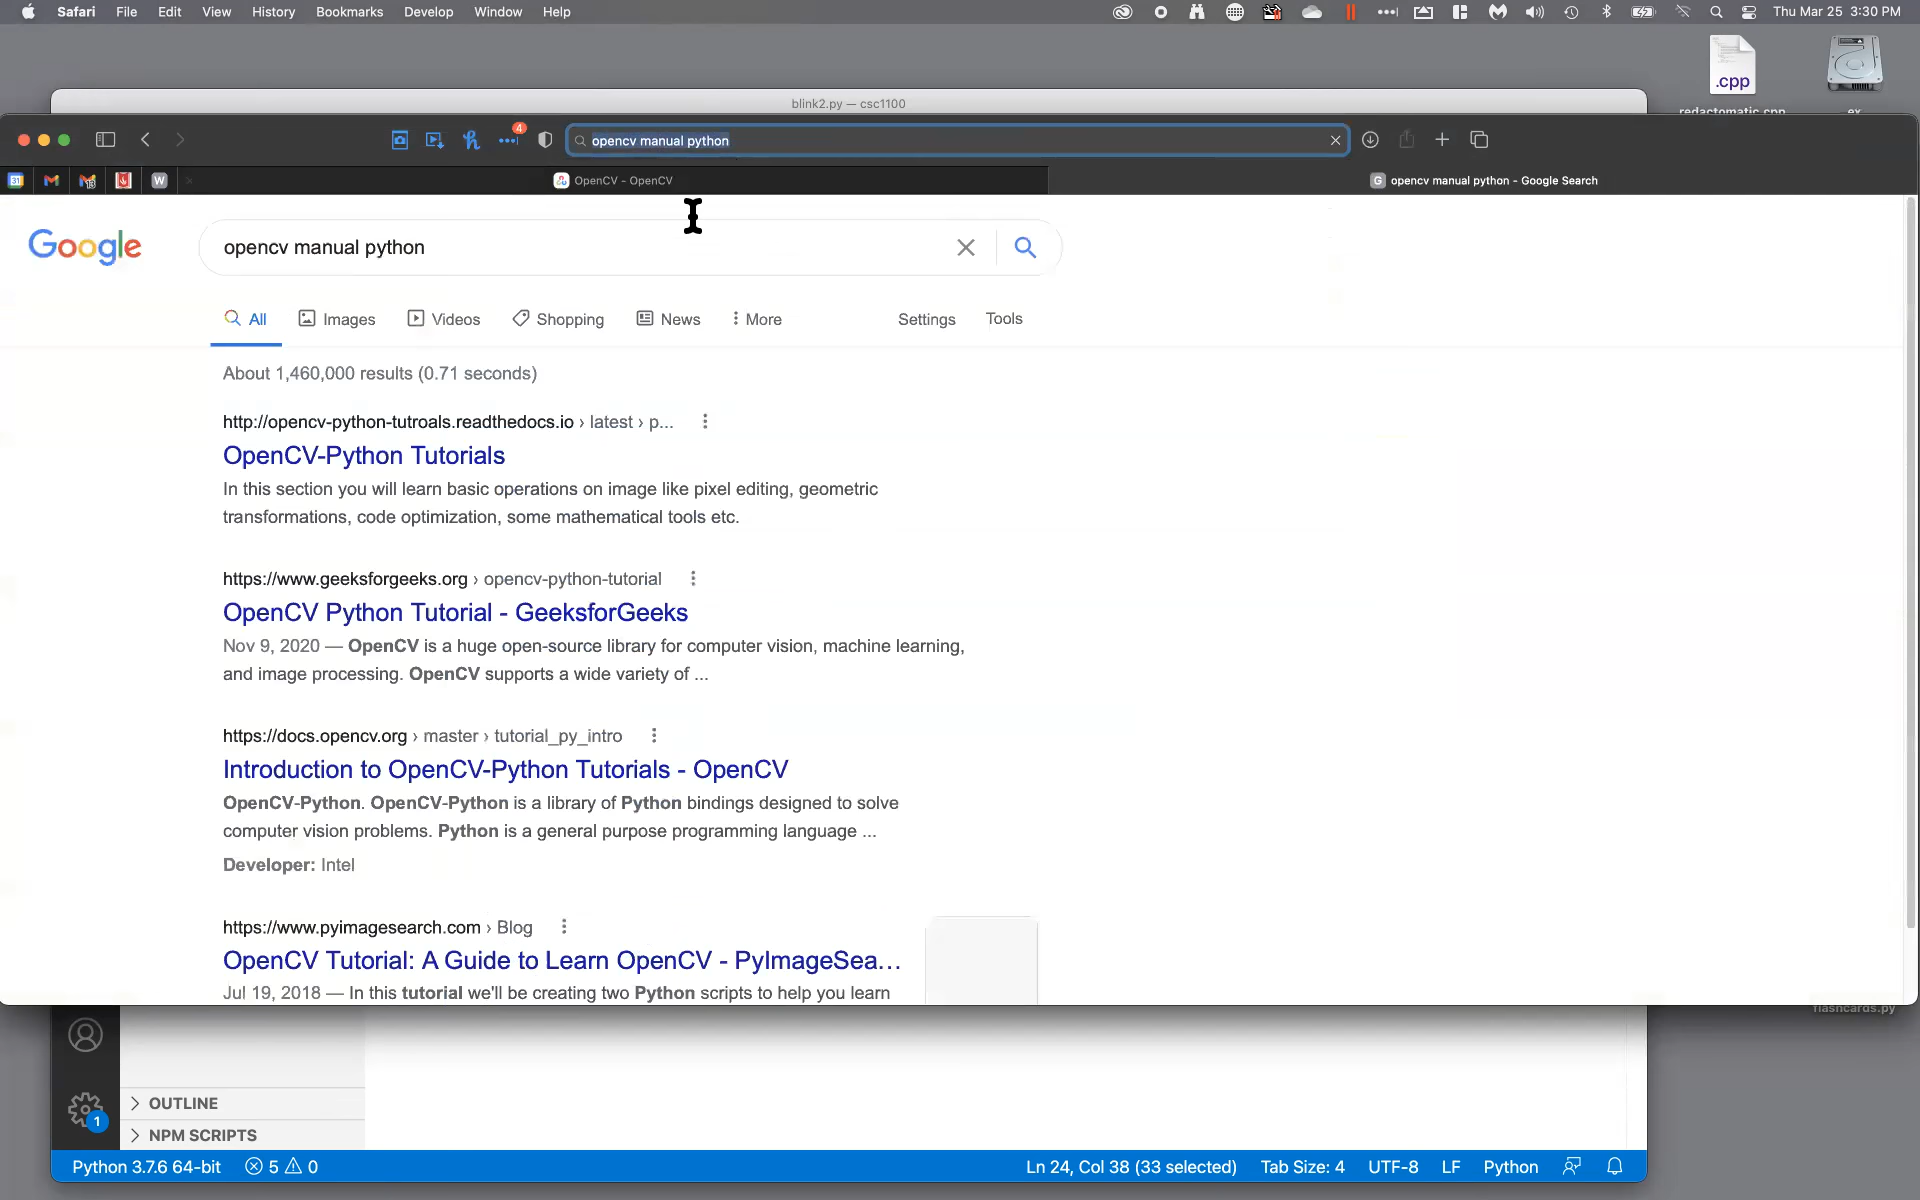 Safari File Edit View History Bookmarks Develop Window Help Thu Mar 25 3:30 PM
.cpp
redactomatic.cpp
ex
blink2.py — csc1100
4
opencv manual python
31 13 W OpenCV - OpenCV G opencv manual python - Google Search
Google opencv manual python
All Images Videos Shopping News More Settings Tools
About 1,460,000 results (0.71 seconds)
http://opencv-python-tutroals.readthedocs.io › latest › p...
OpenCV-Python Tutorials
In this section you will learn basic operations on image like pixel editing, geometric
transformations, code optimization, some mathematical tools etc.
https://www.geeksforgeeks.org › opencv-python-tutorial
OpenCV Python Tutorial - GeeksforGeeks
Nov 9, 2020 — OpenCV is a huge open-source library for computer vision, machine learning,
and image processing. OpenCV supports a wide variety of ...
https://docs.opencv.org › master › tutorial_py_intro
Introduction to OpenCV-Python Tutorials - OpenCV
OpenCV-Python. OpenCV-Python is a library of Python bindings designed to solve
computer vision problems. Python is a general purpose programming language ...
Developer: Intel
https://www.pyimagesearch.com › Blog
OpenCV Tutorial: A Guide to Learn OpenCV - PyImageSea...
Jul 19, 2018 — In this tutorial we'll be creating two Python scripts to help you learn
flashcards.py
1
OUTLINE
NPM SCRIPTS
Python 3.7.6 64-bit 5 0 Ln 24, Col 38 (33 selected) Tab Size: 4 UTF-8 LF Python